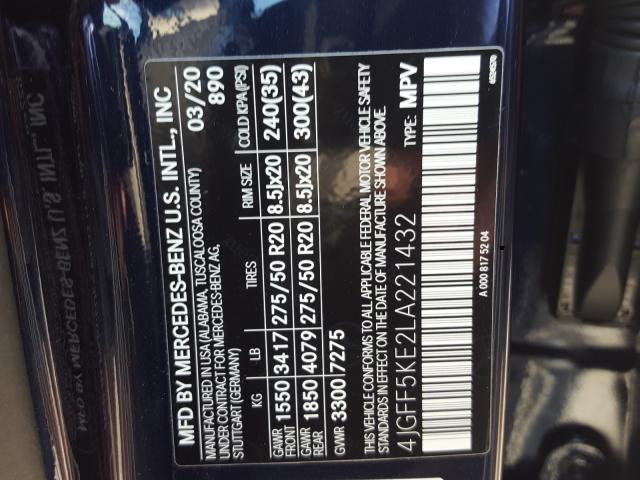 MFD BY MERCEDES-BENZ U.S. INTL., INC
MANUFACTURED IN USA (ALABAMA, TUSCALOOSA COUNTY) 03/20
UNDER CONTRACT FOR MERCEDES-BENZ AG, 890
STUTTGART (GERMANY)
KG LB TIRES RIM SIZE COLD KPA (PSI)
GAWR FRONT 1550 3417 275/50 R20 8.5Jx20 240(35)
GAWR REAR 1850 4079 275/50 R20 8.5Jx20 300(43)
GVWR 3300 7275
THIS VEHICLE CONFORMS TO ALL APPLICABLE FEDERAL MOTOR VEHICLE SAFETY
STANDARDS IN EFFECT ON THE DATE OF MANUFACTURE SHOWN ABOVE.
4JGFF5KE2LA221432 TYPE: MPV
A 000 817 52 04